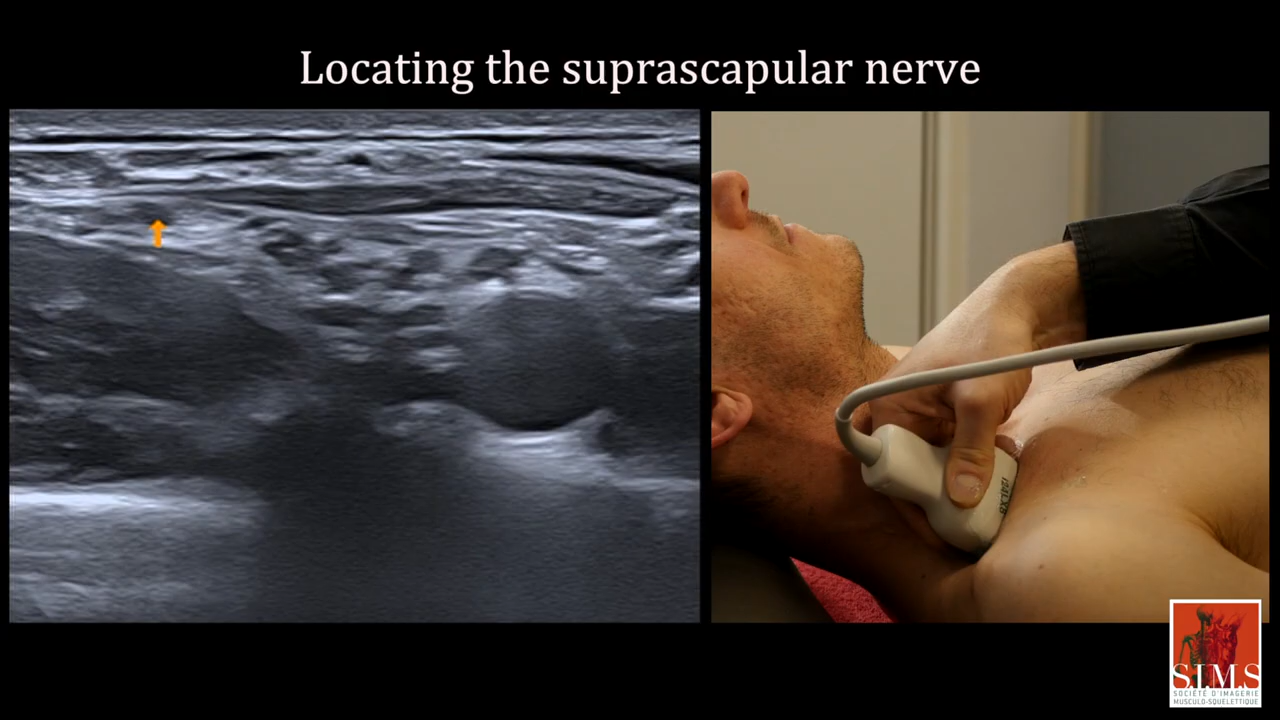 Locating the suprascapular nerve
S.I.M.S
SOCIÉTÉ D'IMAGERIE
MUSCULO-SQUELETTIQUE